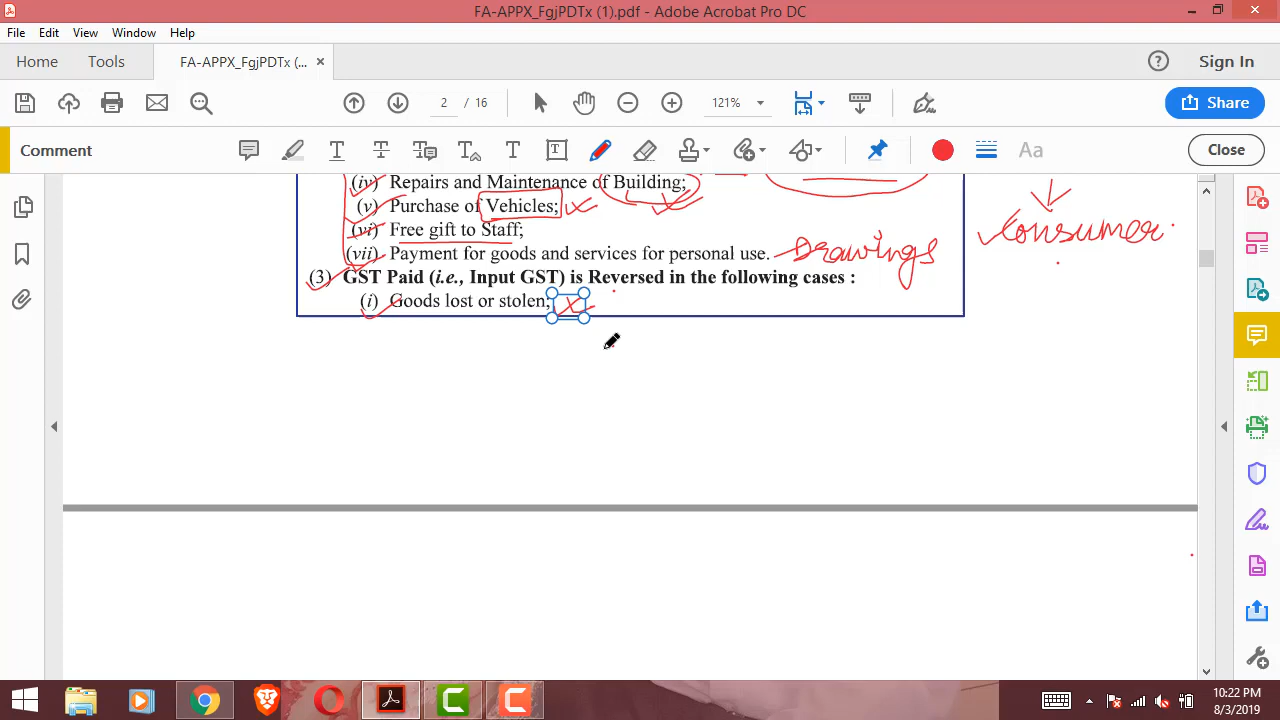 FA-APPX_FgjPDTx (1).pdf - Adobe Acrobat Pro DC
File Edit View Window Help
Home Tools FA-APPX_FgjPDTx (... Sign In
2 / 16 121% Share
Comment Aa Close
(iv) Repairs and Maintenance of Building;
(v) Purchase of Vehicles;
(vi) Free gift to Staff;
Consumer
(vii) Payment for goods and services for personal use. Drawings
(3) GST Paid (i.e., Input GST) is Reversed in the following cases :
(i) Goods lost or stolen;
10:22 PM
8/3/2019